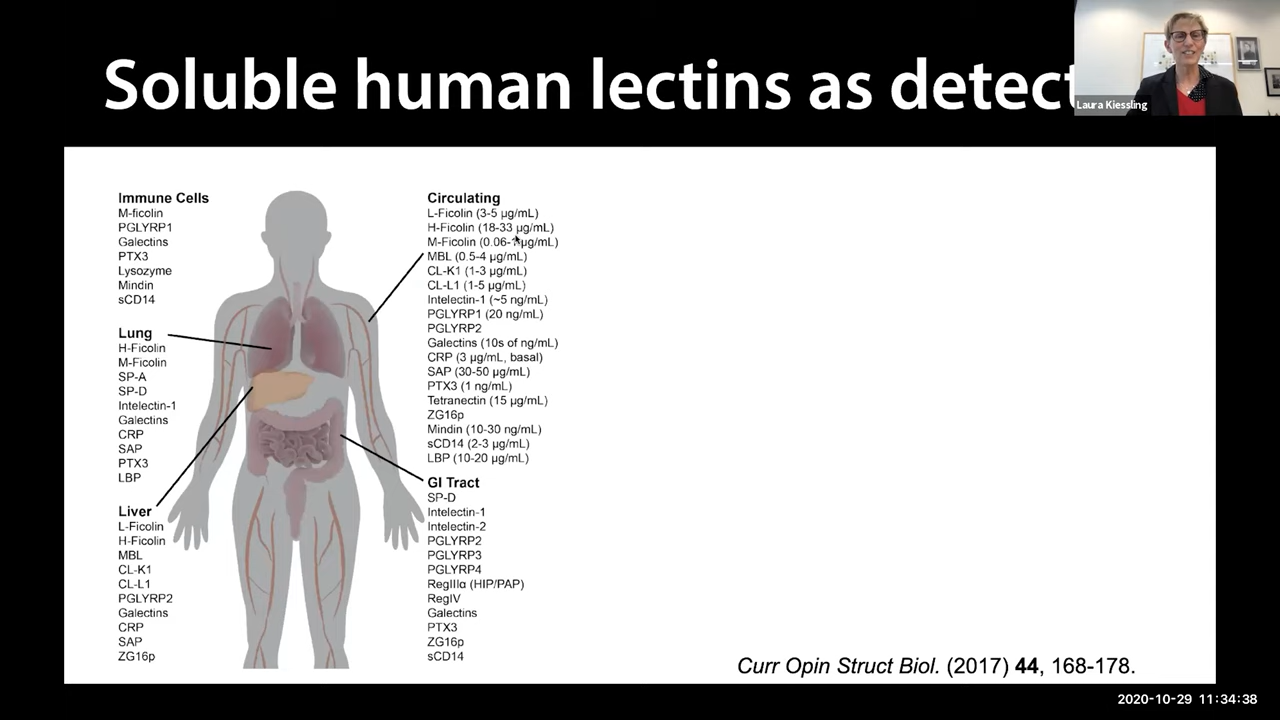 Soluble human lectins as detect
Laura Kiessling
Immune Cells
M-ficolin
PGLYRP1
Galectins
PTX3
Lysozyme
Mindin
sCD14
Lung
H-Ficolin
M-Ficolin
SP-A
SP-D
Intelectin-1
Galectins
CRP
SAP
PTX3
LBP
Liver
L-Ficolin
H-Ficolin
MBL
CL-K1
CL-L1
PGLYRP2
Galectins
CRP
SAP
ZG16p
Circulating
L-Ficolin (3-5 µg/mL)
H-Ficolin (18-33 µg/mL)
M-Ficolin (0.06-1µg/mL)
MBL (0.5-4 µg/mL)
CL-K1 (1-3 µg/mL)
CL-L1 (1-5 µg/mL)
Intelectin-1 (~5 ng/mL)
PGLYRP1 (20 ng/mL)
PGLYRP2
Galectins (10s of ng/mL)
CRP (3 µg/mL, basal)
SAP (30-50 µg/mL)
PTX3 (1 ng/mL)
Tetranectin (15 µg/mL)
ZG16p
Mindin (10-30 ng/mL)
sCD14 (2-3 µg/mL)
LBP (10-20 µg/mL)
GI Tract
SP-D
Intelectin-1
Intelectin-2
PGLYRP2
PGLYRP3
PGLYRP4
RegIIIα (HIP/PAP)
RegIV
Galectins
PTX3
ZG16p
sCD14
Curr Opin Struct Biol. (2017) 44, 168-178.
2020-10-29 11:34:38